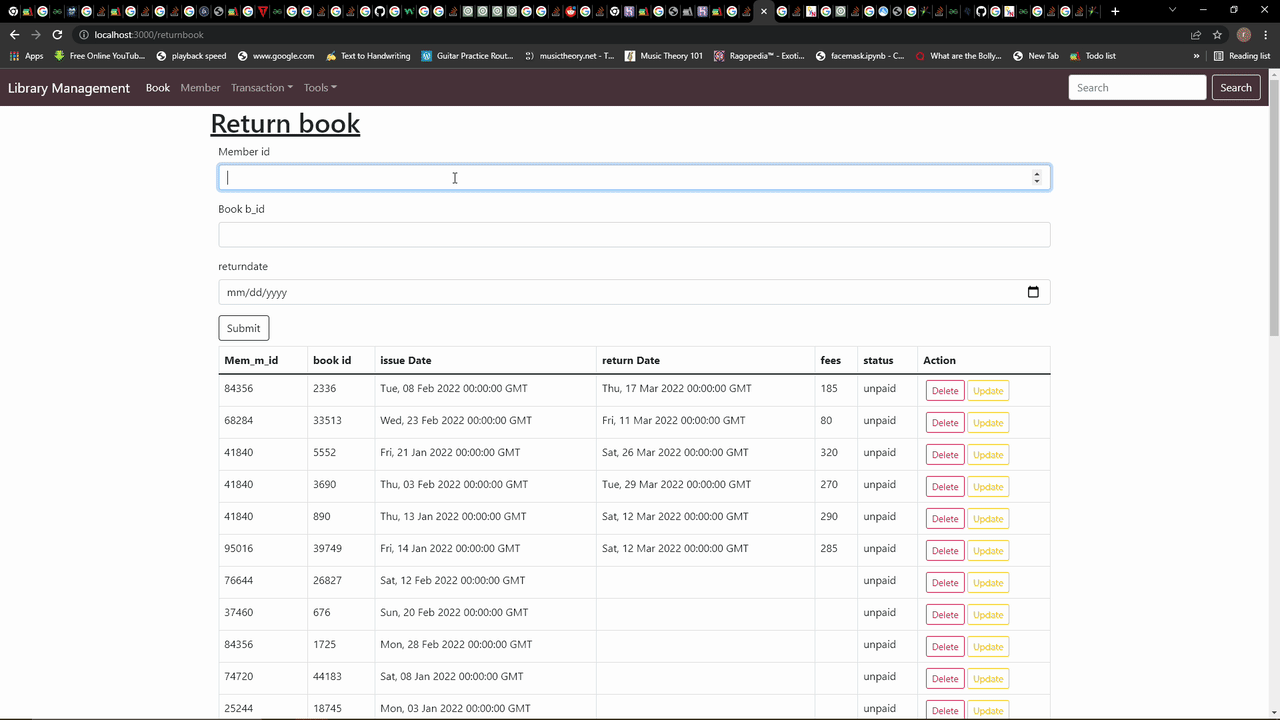 localhost:3000/returnbook
Apps Free Online YouTub... playback speed www.google.com Text to Handwriting Guitar Practice Rout... musictheory.net - T... Music Theory 101 Ragopedia™ – Exoti... facemask.ipynb - C... What are the Bolly... New Tab Todo list » Reading list
Library Management Book Member Transaction Tools Search Search
Return book
Member id
Book b_id
returndate
mm/dd/yyyy
Submit
Mem_m_id book id issue Date return Date fees status Action
84356 2336 Tue, 08 Feb 2022 00:00:00 GMT Thu, 17 Mar 2022 00:00:00 GMT 185 unpaid Delete Update
68284 33513 Wed, 23 Feb 2022 00:00:00 GMT Fri, 11 Mar 2022 00:00:00 GMT 80 unpaid Delete Update
41840 5552 Fri, 21 Jan 2022 00:00:00 GMT Sat, 26 Mar 2022 00:00:00 GMT 320 unpaid Delete Update
41840 3690 Thu, 03 Feb 2022 00:00:00 GMT Tue, 29 Mar 2022 00:00:00 GMT 270 unpaid Delete Update
41840 890 Thu, 13 Jan 2022 00:00:00 GMT Sat, 12 Mar 2022 00:00:00 GMT 290 unpaid Delete Update
95016 39749 Fri, 14 Jan 2022 00:00:00 GMT Sat, 12 Mar 2022 00:00:00 GMT 285 unpaid Delete Update
76644 26827 Sat, 12 Feb 2022 00:00:00 GMT unpaid Delete Update
37460 676 Sun, 20 Feb 2022 00:00:00 GMT unpaid Delete Update
84356 1725 Mon, 28 Feb 2022 00:00:00 GMT unpaid Delete Update
74720 44183 Sat, 08 Jan 2022 00:00:00 GMT unpaid Delete Update
25244 18745 Mon, 03 Jan 2022 00:00:00 GMT unpaid Delete Update